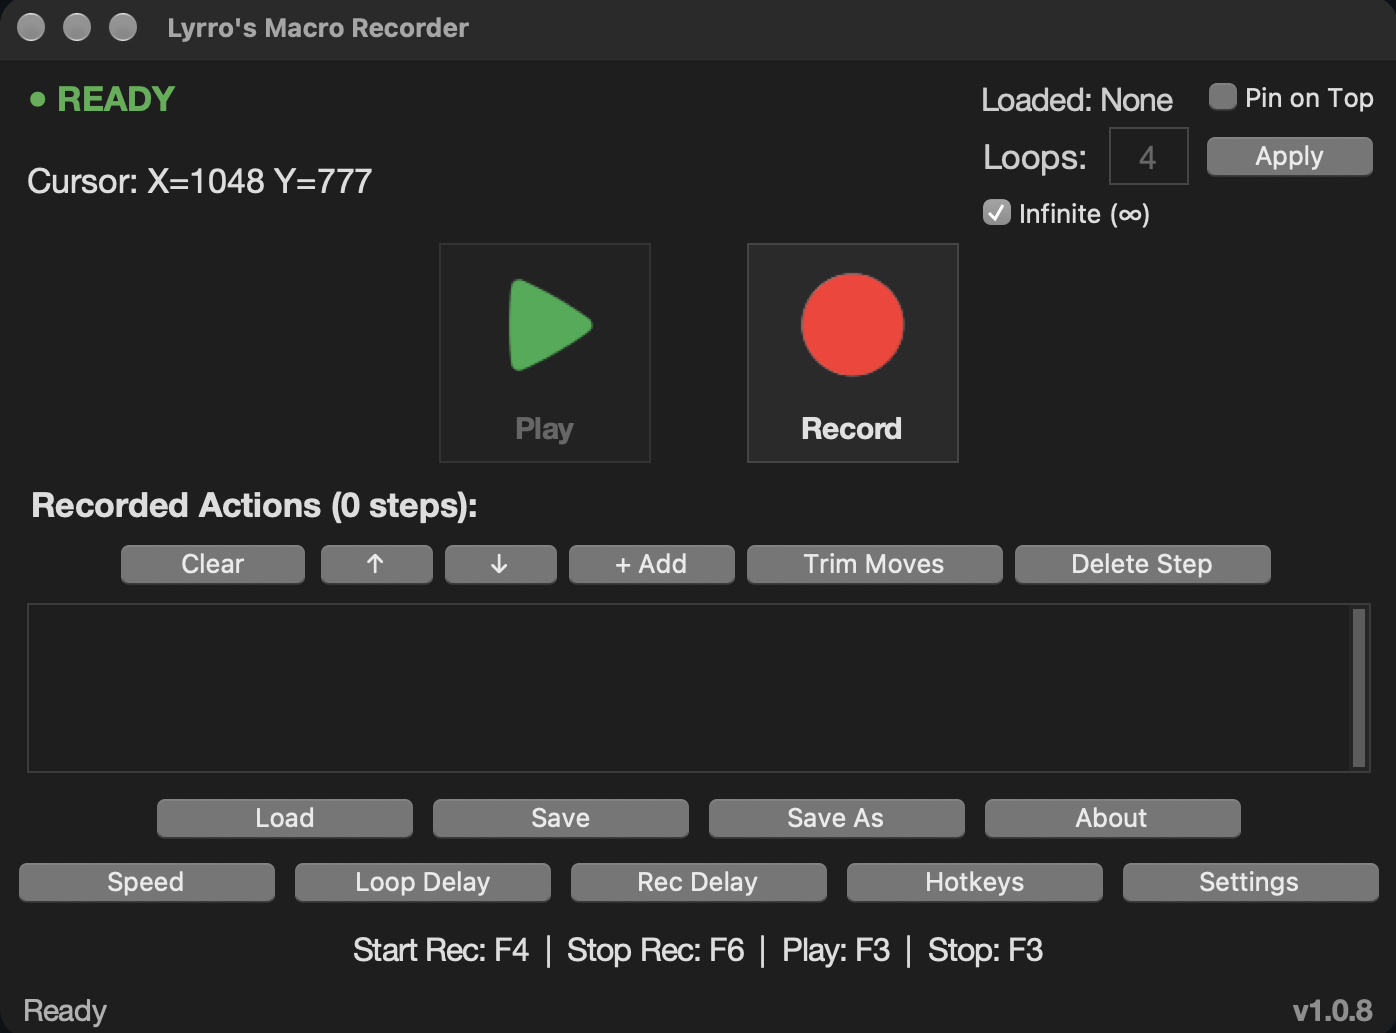 Lyrro's Macro Recorder
• READY
Loaded: None
Pin on Top
Loops: 4
Apply
Cursor: X=1048 Y=777
Infinite (∞)
Play
Record
Recorded Actions (0 steps):
Clear ↑ ↓ + Add Trim Moves Delete Step
Load Save Save As About
Speed Loop Delay Rec Delay Hotkeys Settings
Start Rec: F4 | Stop Rec: F6 | Play: F3 | Stop: F3
Ready
v1.0.8